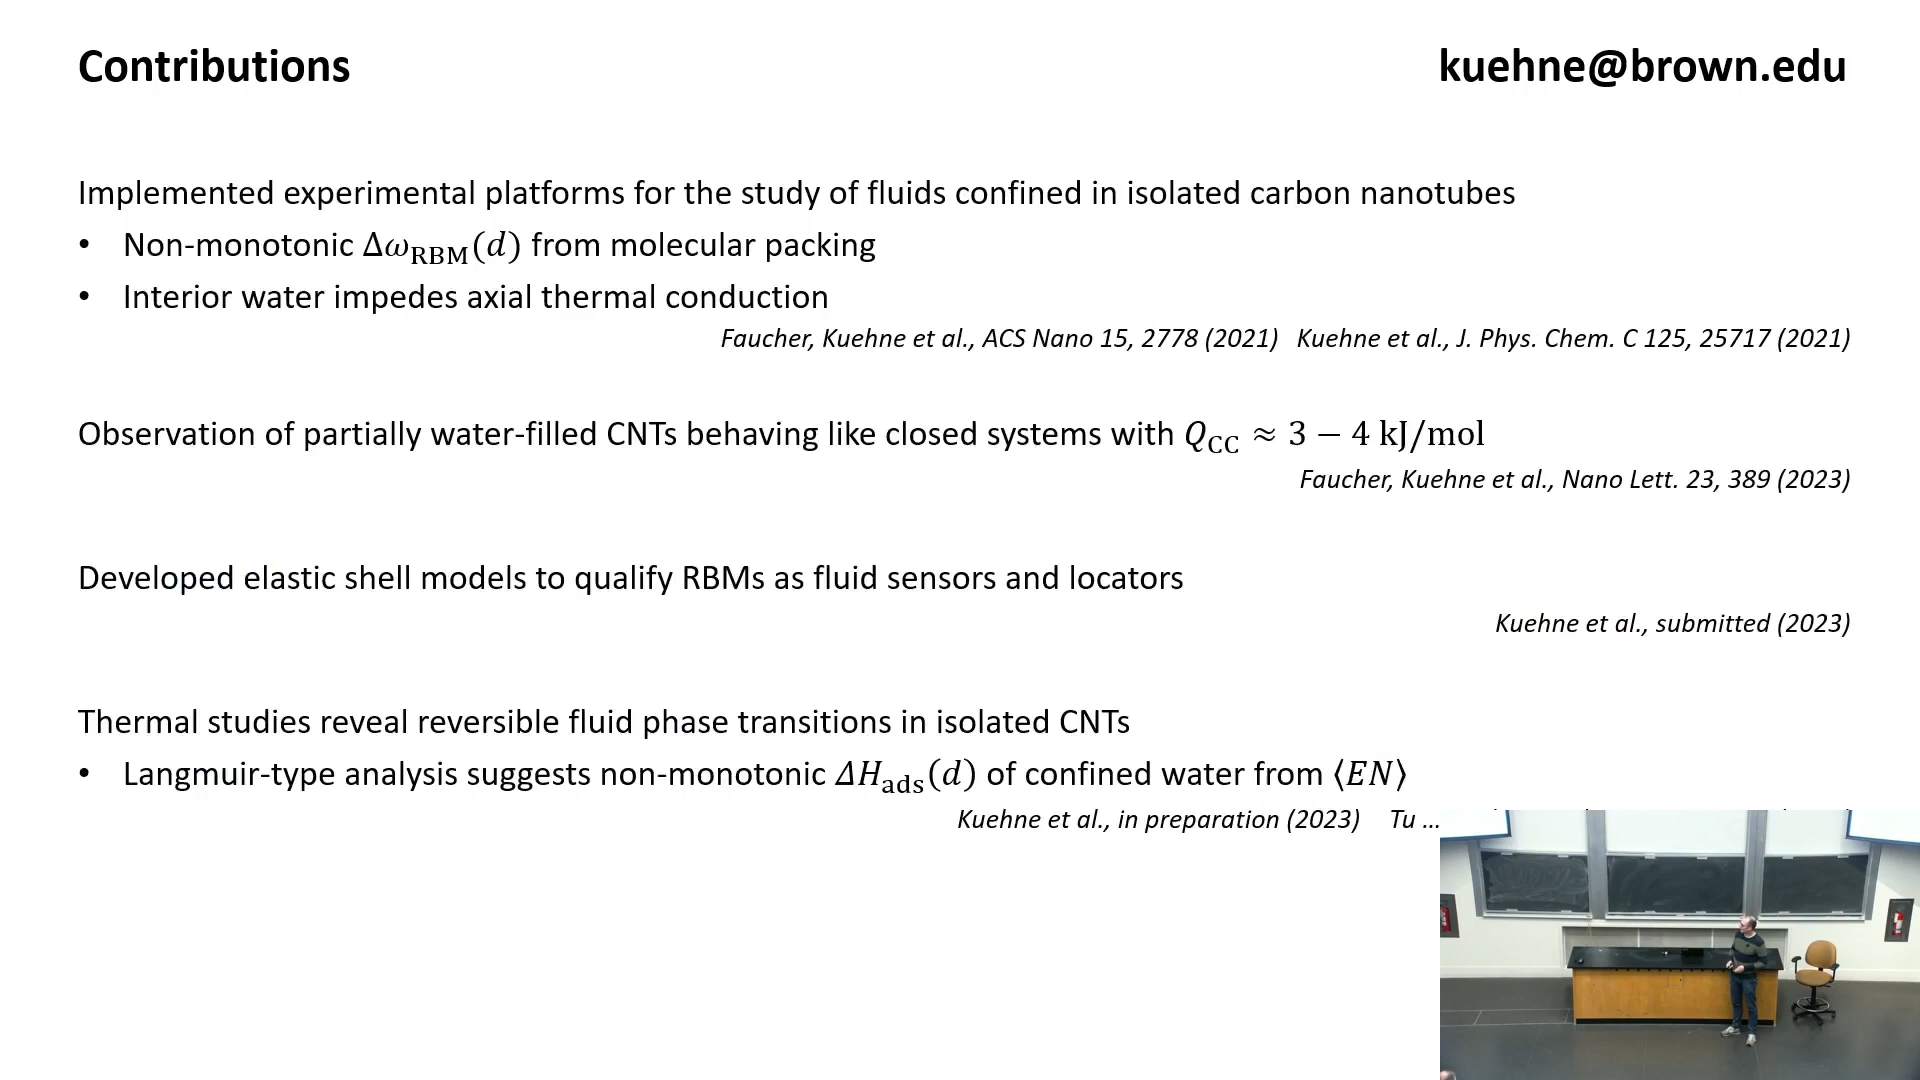 Contributions
kuehne@brown.edu
Implemented experimental platforms for the study of fluids confined in isolated carbon nanotubes
• Non-monotonic Δω_RBM(d) from molecular packing
• Interior water impedes axial thermal conduction
Faucher, Kuehne et al., ACS Nano 15, 2778 (2021) Kuehne et al., J. Phys. Chem. C 125, 25717 (2021)
Observation of partially water-filled CNTs behaving like closed systems with Q_CC ≈ 3 − 4 kJ/mol
Faucher, Kuehne et al., Nano Lett. 23, 389 (2023)
Developed elastic shell models to qualify RBMs as fluid sensors and locators
Kuehne et al., submitted (2023)
Thermal studies reveal reversible fluid phase transitions in isolated CNTs
• Langmuir-type analysis suggests non-monotonic ΔH_ads(d) of confined water from ⟨EN⟩
Kuehne et al., in preparation (2023) Tu ...